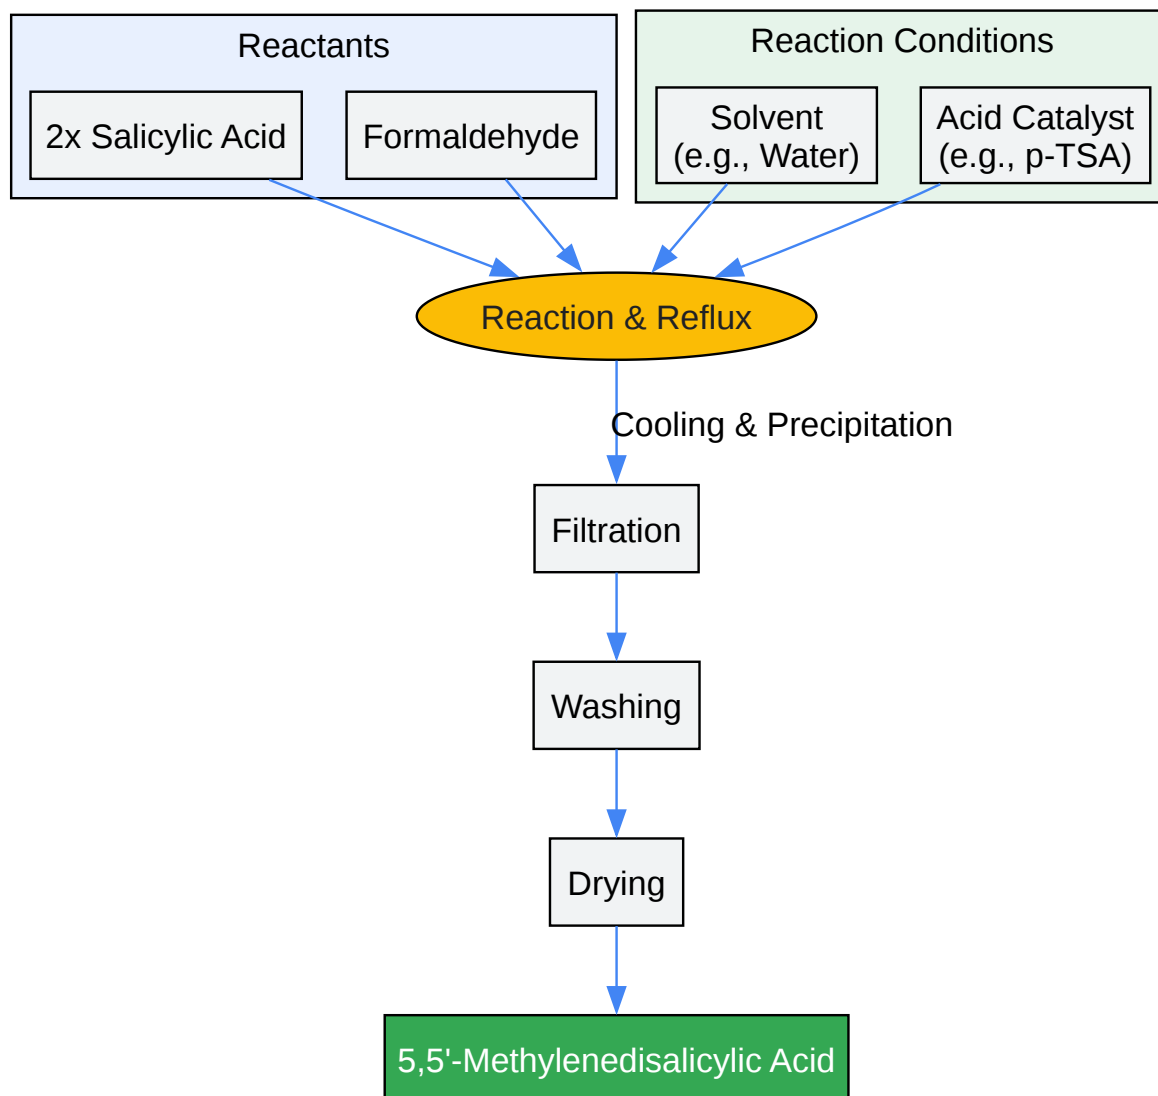 Reactants
Reaction Conditions
2x Salicylic Acid
Formaldehyde
Solvent
(e.g., Water)
Acid Catalyst
(e.g., p-TSA)
Reaction & Reflux
Cooling & Precipitation
Filtration
Washing
Drying
5,5'-Methylenedisalicylic Acid